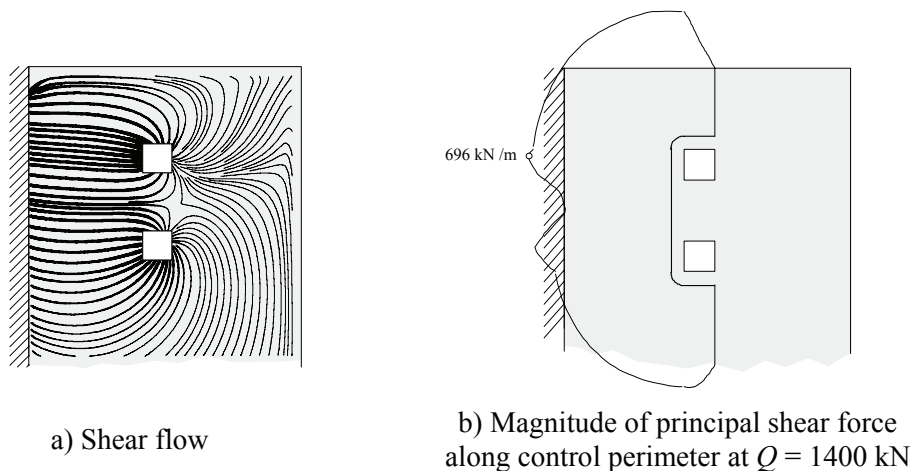 696 kN /m
a) Shear flow
b) Magnitude of principal shear force
along control perimeter at Q = 1400 kN